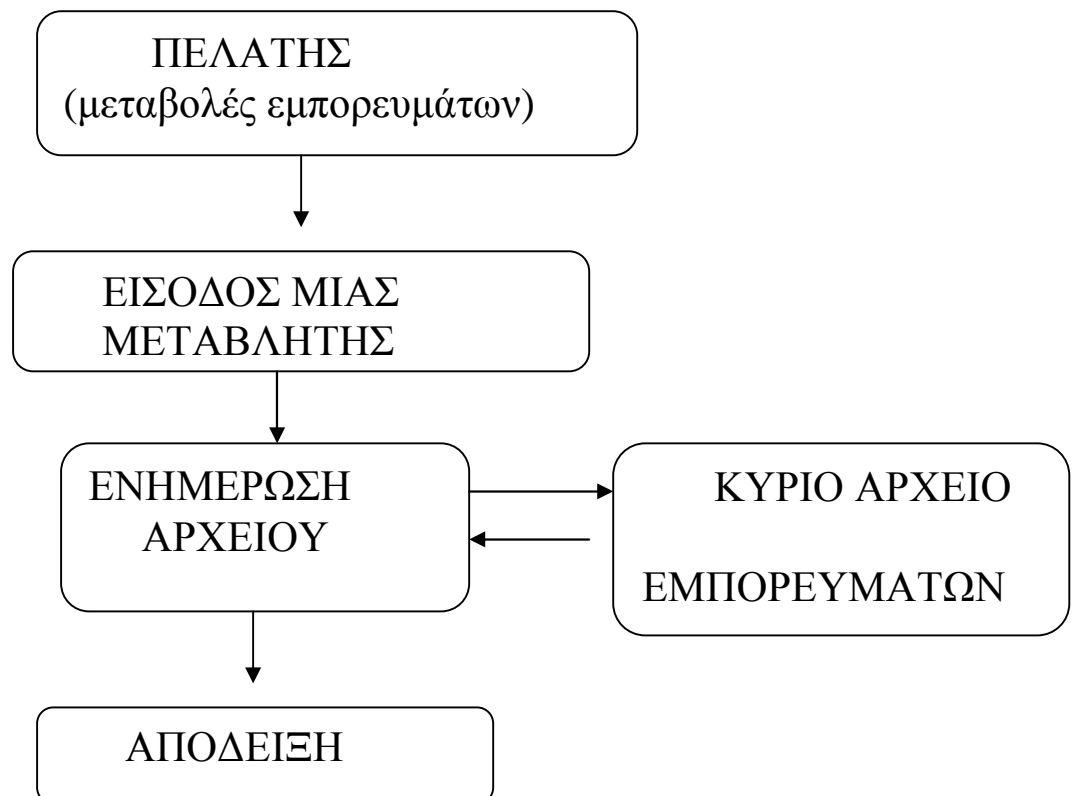 ΠΕΛΑΤΗΣ
(μεταβολές εμπορευμάτων)
ΕΙΣΟΔΟΣ ΜΙΑΣ
ΜΕΤΑΒΛΗΤΗΣ
ΕΝΗΜΕΡΩΣΗ
ΑΡΧΕΙΟΥ
ΚΥΡΙΟ ΑΡΧΕΙΟ
ΕΜΠΟΡΕΥΜΑΤΩΝ
ΑΠΟΔΕΙΞΗ